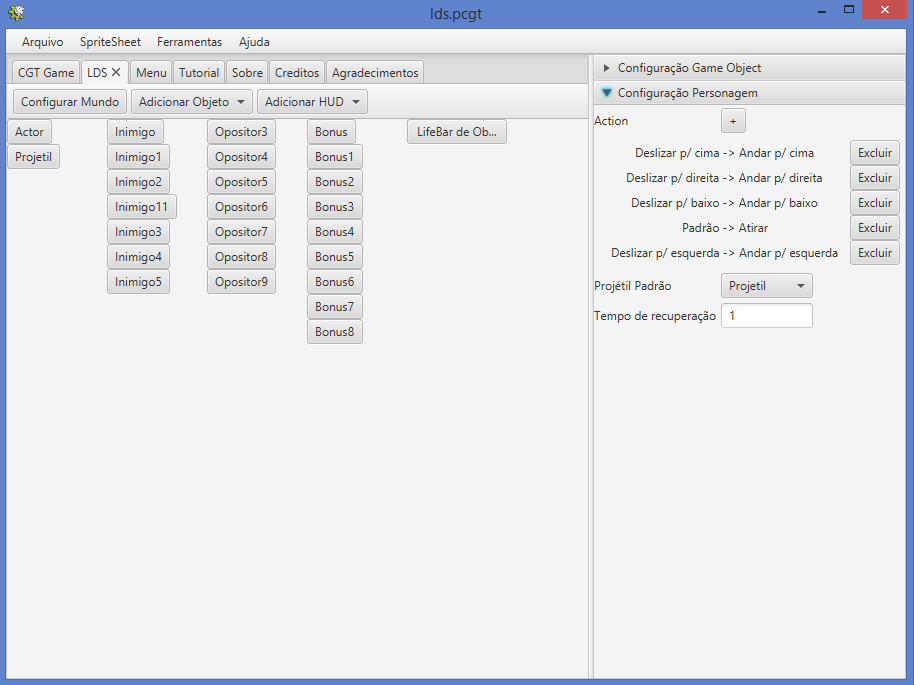 lds.pcgt
Arquivo SpriteSheet Ferramentas Ajuda
CGT Game LDS Menu Tutorial Sobre Creditos Agradecimentos
Configurar Mundo Adicionar Objeto Adicionar HUD
Actor Inimigo Opositor3 Bonus LifeBar de Ob...
Projetil Inimigo1 Opositor4 Bonus1
Inimigo2 Opositor5 Bonus2
Inimigo11 Opositor6 Bonus3
Inimigo3 Opositor7 Bonus4
Inimigo4 Opositor8 Bonus5
Inimigo5 Opositor9 Bonus6
Bonus7
Bonus8
Configuração Game Object
Configuração Personagem
Action +
Deslizar p/ cima -> Andar p/ cima Excluir
Deslizar p/ direita -> Andar p/ direita Excluir
Deslizar p/ baixo -> Andar p/ baixo Excluir
Padrão -> Atirar Excluir
Deslizar p/ esquerda -> Andar p/ esquerda Excluir
Projétil Padrão Projetil
Tempo de recuperação 1